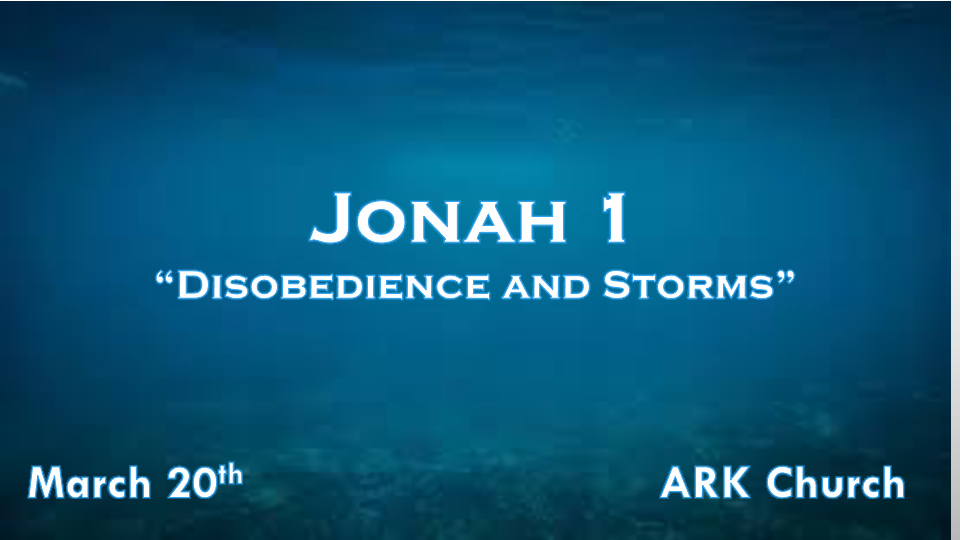 Jonah 1
“Disobedience and Storms”
March 20th
ARK Church